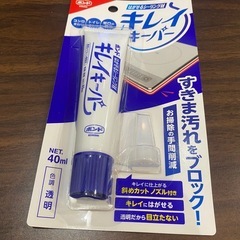 ボンド
はがせるシーリング材
キレイ
キーパー
すきま汚れをブロック!
お掃除の手間削減
キレイキーパー
ボンド
NET.
40ml
色調
透明
キレイに仕上がる
斜めカットノズル付き
キレイにはがせる
透明だから目立たない